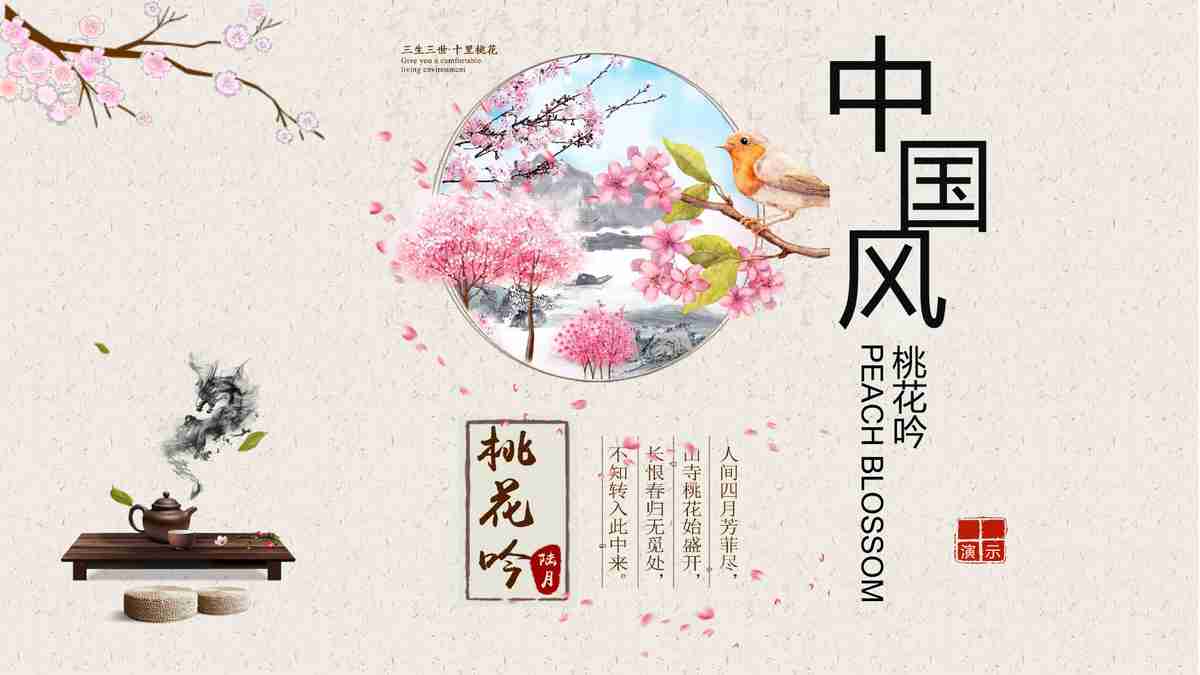 三生三世·十里桃花
Give you a comfortable
living environment
中国风
桃花吟
PEACH BLOSSOM
桃花吟
陆月
人间四月芳菲尽，
山寺桃花始盛开，
长恨春归无觅处，
不知转入此中来。
演示